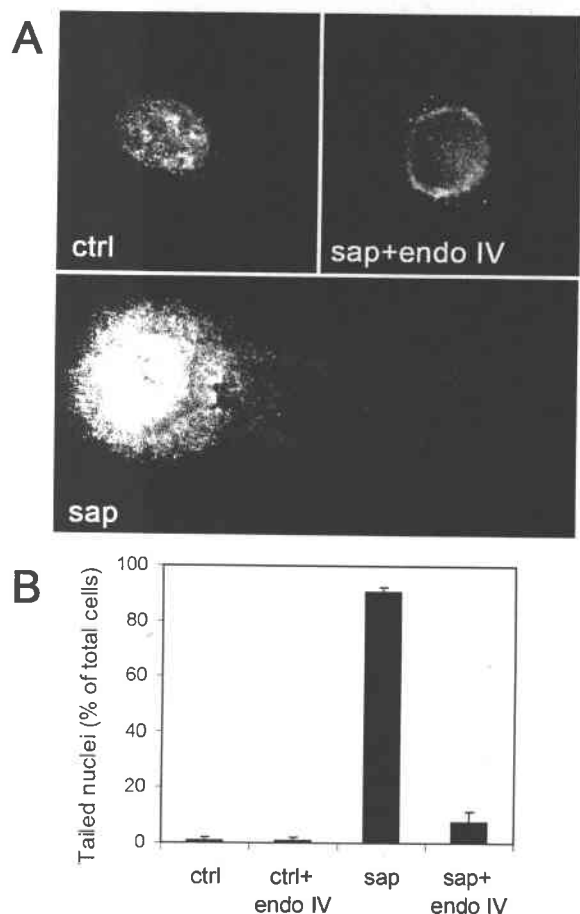 A
ctrl
sap+endo IV
sap
B
Tailed nuclei (% of total cells)
100
80
60
40
20
0
ctrl
ctrl+
endo IV
sap
sap+
endo IV